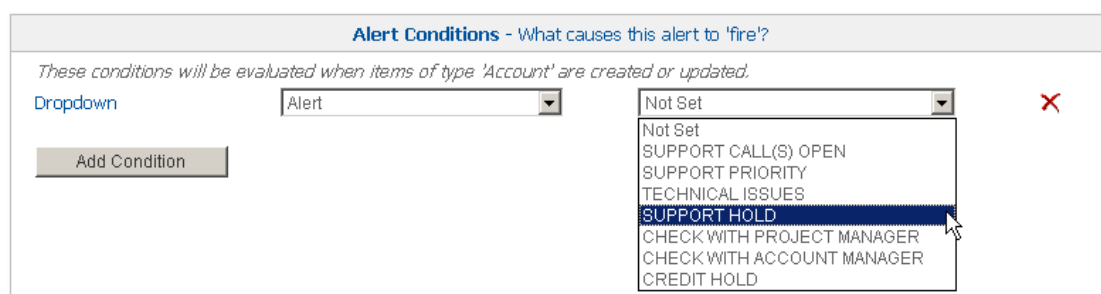 Alert Conditions - What causes this alert to 'fire'?
These conditions will be evaluated when items of type 'Account' are created or updated.
Dropdown Alert Not Set
Add Condition
Not Set
SUPPORT CALL(S) OPEN
SUPPORT PRIORITY
TECHNICAL ISSUES
SUPPORT HOLD
CHECK WITH PROJECT MANAGER
CHECK WITH ACCOUNT MANAGER
CREDIT HOLD